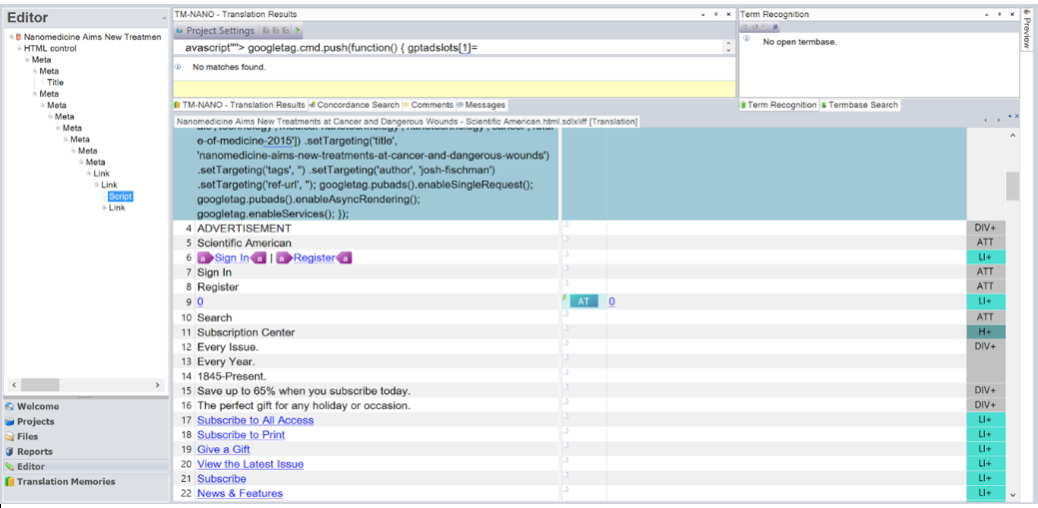 Editor
Nanomedicine Aims New Treatmen
HTML control
Meta
Meta
Title
Meta
Meta
Meta
Meta
Meta
Meta
Meta
Link
Link
Script
Link
Welcome
Projects
Files
Reports
Editor
Translation Memories
TM-NANO - Translation Results
Project Settings
avascript""> googletag.cmd.push(function() { gptadslots[1]=
No matches found.
TM-NANO - Translation Results Concordance Search Comments Messages
Term Recognition
No open termbase.
Term Recognition Termbase Search
Preview
Nanomedicine Aims New Treatments at Cancer and Dangerous Wounds - Scientific American.html.sdlxliff [Translation]
e-of-medicine-2015']) .setTargeting('title',
'nanomedicine-aims-new-treatments-at-cancer-and-dangerous-wounds')
.setTargeting('tags', '') .setTargeting('author', 'josh-fischman')
.setTargeting('ref-url', ''); googletag.pubads().enableSingleRequest();
googletag.pubads().enableAsyncRendering();
googletag.enableServices(); });
4 ADVERTISEMENT DIV+
5 Scientific American ATT
6 a Sign In a | a Register a LI+
7 Sign In ATT
8 Register ATT
9 0 AT 0 LI+
10 Search ATT
11 Subscription Center H+
12 Every Issue. DIV+
13 Every Year.
14 1845-Present.
15 Save up to 65% when you subscribe today. DIV+
16 The perfect gift for any holiday or occasion. DIV+
17 Subscribe to All Access LI+
18 Subscribe to Print LI+
19 Give a Gift LI+
20 View the Latest Issue LI+
21 Subscribe LI+
22 News & Features LI+